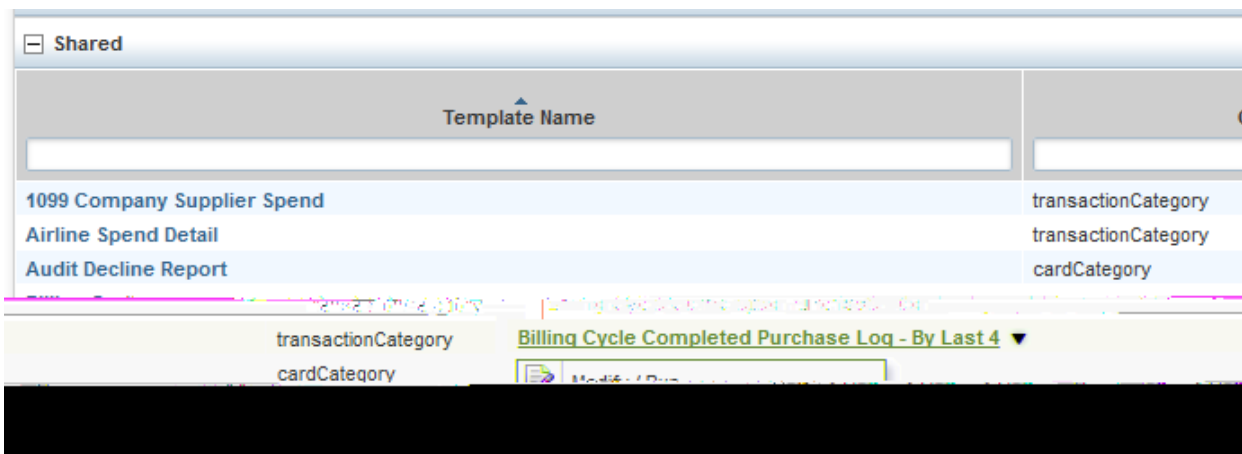 Shared
Template Name
1099 Company Supplier Spend transactionCategory
Airline Spend Detail transactionCategory
Audit Decline Report cardCategory
transactionCategory Billing Cycle Completed Purchase Log - By Last 4
cardCategory